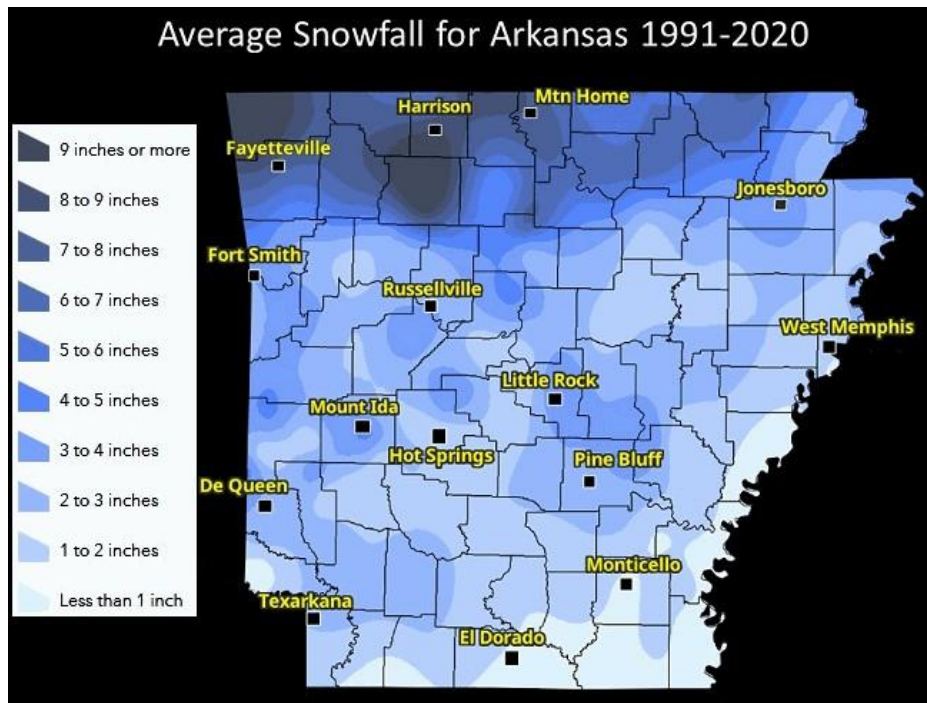 Average Snowfall for Arkansas 1991-2020
9 inches or more
8 to 9 inches
7 to 8 inches
6 to 7 inches
5 to 6 inches
4 to 5 inches
3 to 4 inches
2 to 3 inches
1 to 2 inches
Less than 1 inch
Mtn Home
Harrison
Fayetteville
Jonesboro
Fort Smith
Russellville
West Memphis
Little Rock
Mount Ida
Hot Springs
Pine Bluff
De Queen
Monticello
Texarkana
El Dorado